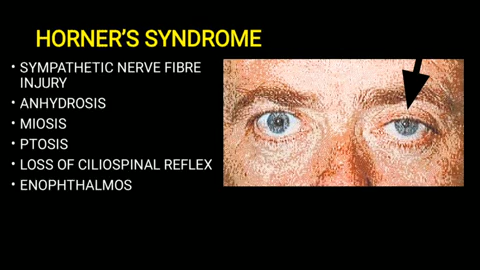 HORNER'S SYNDROME
• SYMPATHETIC NERVE FIBRE
INJURY
• ANHYDROSIS
• MIOSIS
• PTOSIS
• LOSS OF CILIOSPINAL REFLEX
• ENOPHTHALMOS